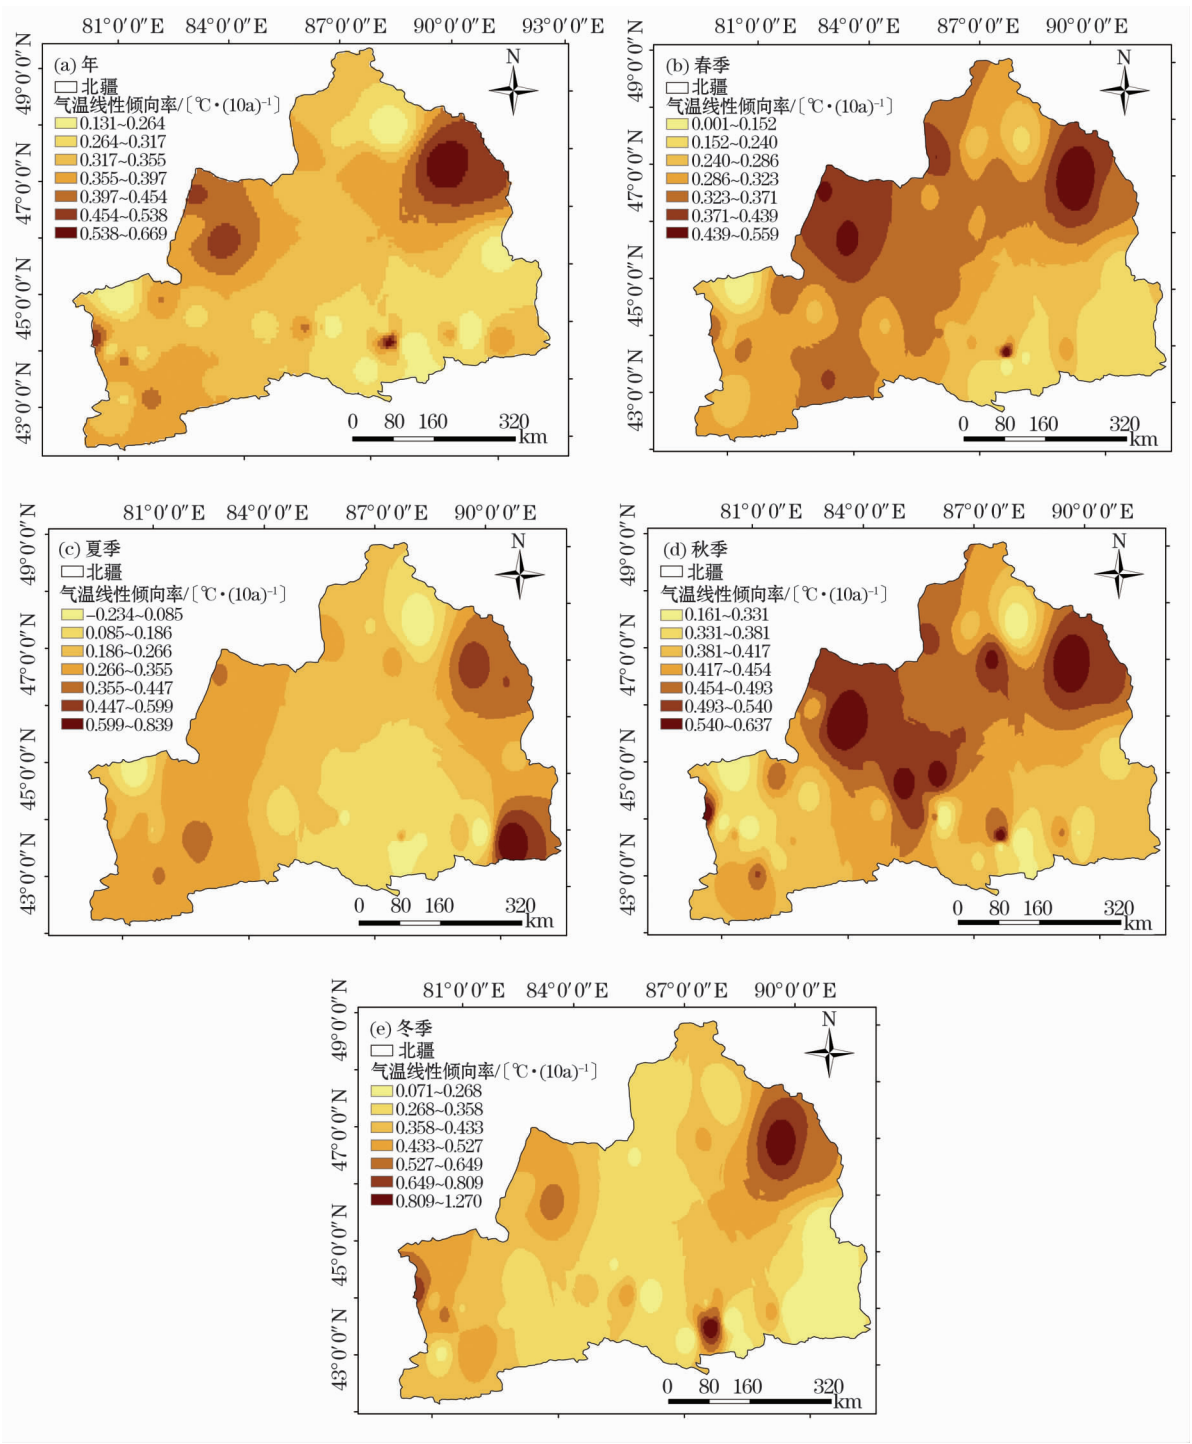 81°0′0″E 84°0′0″E 87°0′0″E 90°0′0″E 93°0′0″E
49°0′0″N
47°0′0″N
45°0′0″N
43°0′0″N
(a) 年
北疆
气温线性倾向率/[℃•(10a)⁻¹]
0.131~0.264
0.264~0.317
0.317~0.355
0.355~0.397
0.397~0.454
0.454~0.538
0.538~0.669
N
0 80 160 320
km
81°0′0″E 84°0′0″E 87°0′0″E 90°0′0″E
49°0′0″N
47°0′0″N
45°0′0″N
43°0′0″N
(b) 春季
北疆
气温线性倾向率/[℃•(10a)⁻¹]
0.001~0.152
0.152~0.240
0.240~0.286
0.286~0.323
0.323~0.371
0.371~0.439
0.439~0.559
N
0 80 160 320
km
81°0′0″E 84°0′0″E 87°0′0″E 90°0′0″E
49°0′0″N
47°0′0″N
45°0′0″N
43°0′0″N
(c) 夏季
北疆
气温线性倾向率/[℃•(10a)⁻¹]
-0.234~0.085
0.085~0.186
0.186~0.266
0.266~0.355
0.355~0.447
0.447~0.599
0.599~0.839
N
0 80 160 320
km
81°0′0″E 84°0′0″E 87°0′0″E 90°0′0″E
49°0′0″N
47°0′0″N
45°0′0″N
43°0′0″N
(d) 秋季
北疆
气温线性倾向率/[℃•(10a)⁻¹]
0.161~0.331
0.331~0.381
0.381~0.417
0.417~0.454
0.454~0.493
0.493~0.540
0.540~0.637
N
0 80 160 320
km
81°0′0″E 84°0′0″E 87°0′0″E 90°0′0″E
49°0′0″N
47°0′0″N
45°0′0″N
43°0′0″N
(e) 冬季
北疆
气温线性倾向率/[℃•(10a)⁻¹]
0.071~0.268
0.268~0.358
0.358~0.433
0.433~0.527
0.527~0.649
0.649~0.809
0.809~1.270
N
0 80 160 320
km